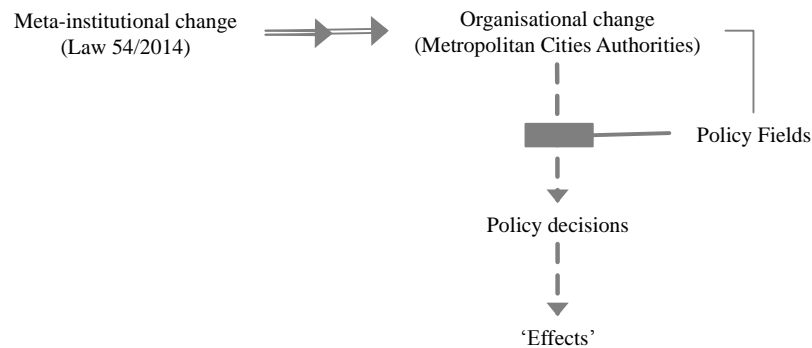 Meta-institutional change
(Law 54/2014)
Organisational change
(Metropolitan Cities Authorities)
Policy Fields
Policy decisions
‘Effects’